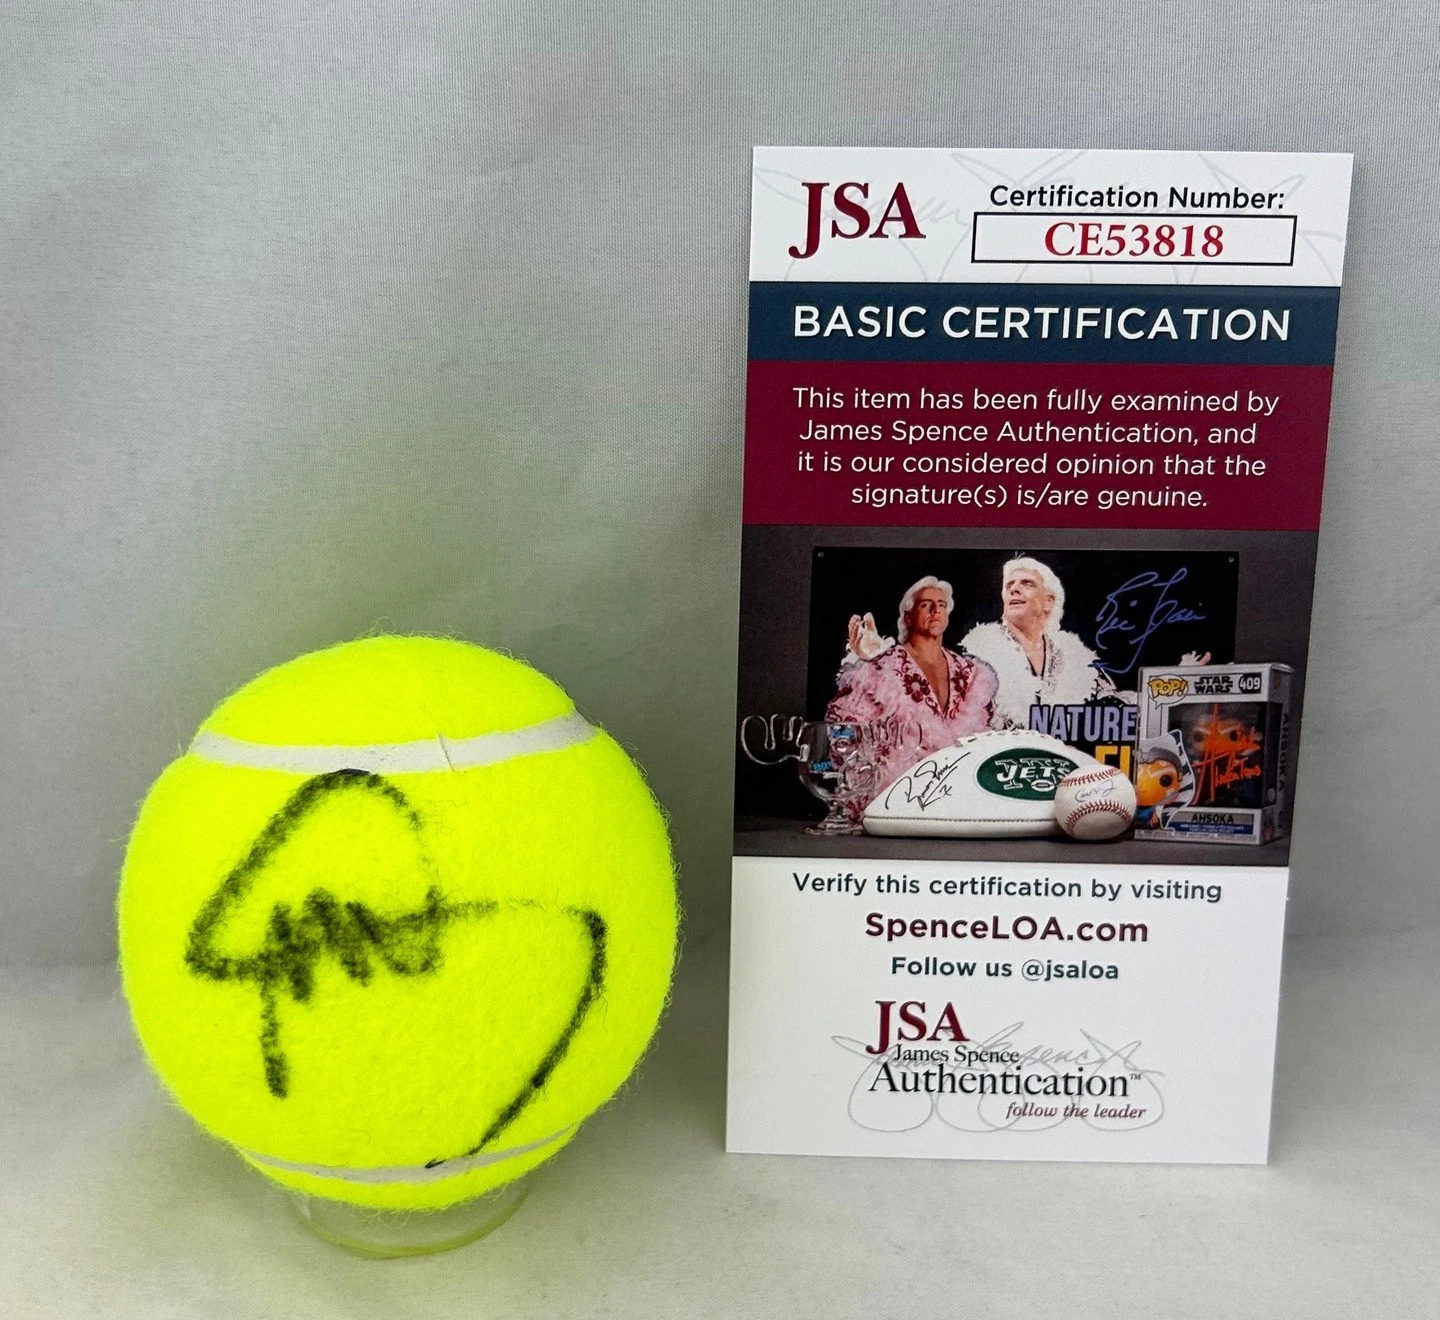 JSA
Certification Number:
CE53818
BASIC CERTIFICATION
This item has been fully examined by
James Spence Authentication, and
it is our considered opinion that the
signature(s) is/are genuine.
NATURE
JETS
POP!
STAR
WARS
409
AHSOKA
Verify this certification by visiting
SpenceLOA.com
Follow us @jsaloa
JSA
James Spence
Authentication™
follow the leader